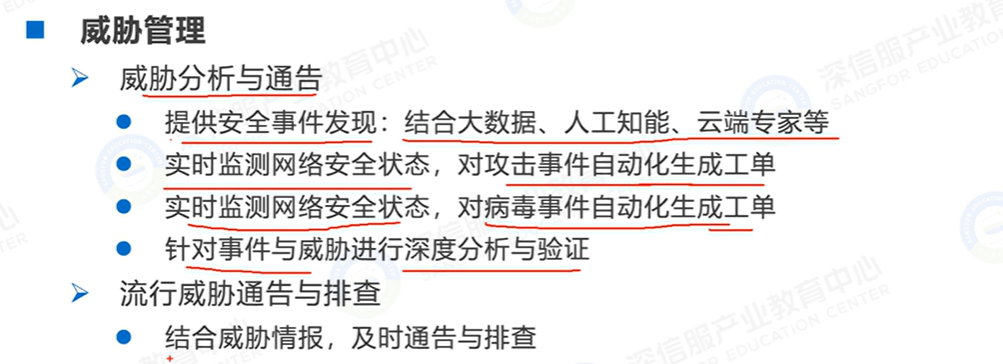 威胁管理
威胁分析与通告
提供安全事件发现：结合大数据、人工知能、云端专家等
实时监测网络安全状态，对攻击事件自动化生成工单
实时监测网络安全状态，对病毒事件自动化生成工单
针对事件与威胁进行深度分析与验证
流行威胁通告与排查
结合威胁情报，及时通告与排查
深信服产业教育中心
SANGFOR EDUCATION CENTER